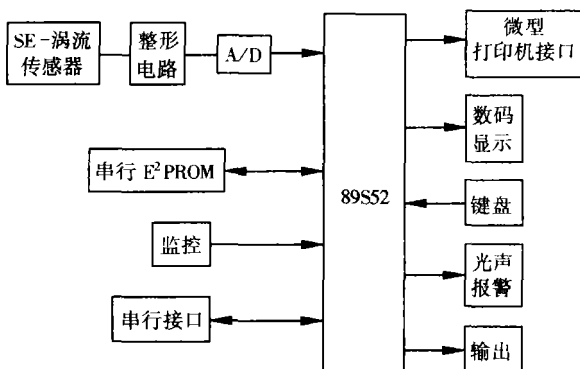 SE-涡流
传感器
整形
电路
A/D
微型
打印机接口
数码
显示
串行 E²PROM
89S52
键盘
监控
光声
报警
串行接口
输出